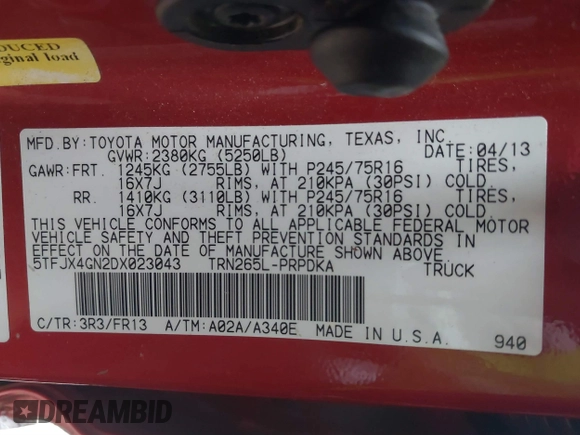 DUCED
ginal load
MFD.BY:TOYOTA MOTOR MANUFACTURING, TEXAS, INC.
GVWR:2380KG (5250LB) DATE:04/13
GAWR:FRT. 1245KG (2755LB) WITH P245/75R16 TIRES,
16X7J RIMS, AT 210KPA (30PSI) COLD.
RR. 1410KG (3110LB) WITH P245/75R16 TIRES,
16X7J RIMS, AT 210KPA (30PSI) COLD.
THIS VEHICLE CONFORMS TO ALL APPLICABLE FEDERAL MOTOR
VEHICLE SAFETY AND THEFT PREVENTION STANDARDS IN
EFFECT ON THE DATE OF MANUFACTURE SHOWN ABOVE.
5TFJX4GN2DX023043 TRN265L-PRPDKA TRUCK
C/TR:3R3/FR13 A/TM:A02A/A340E MADE IN U.S.A. 940
DREAMBID